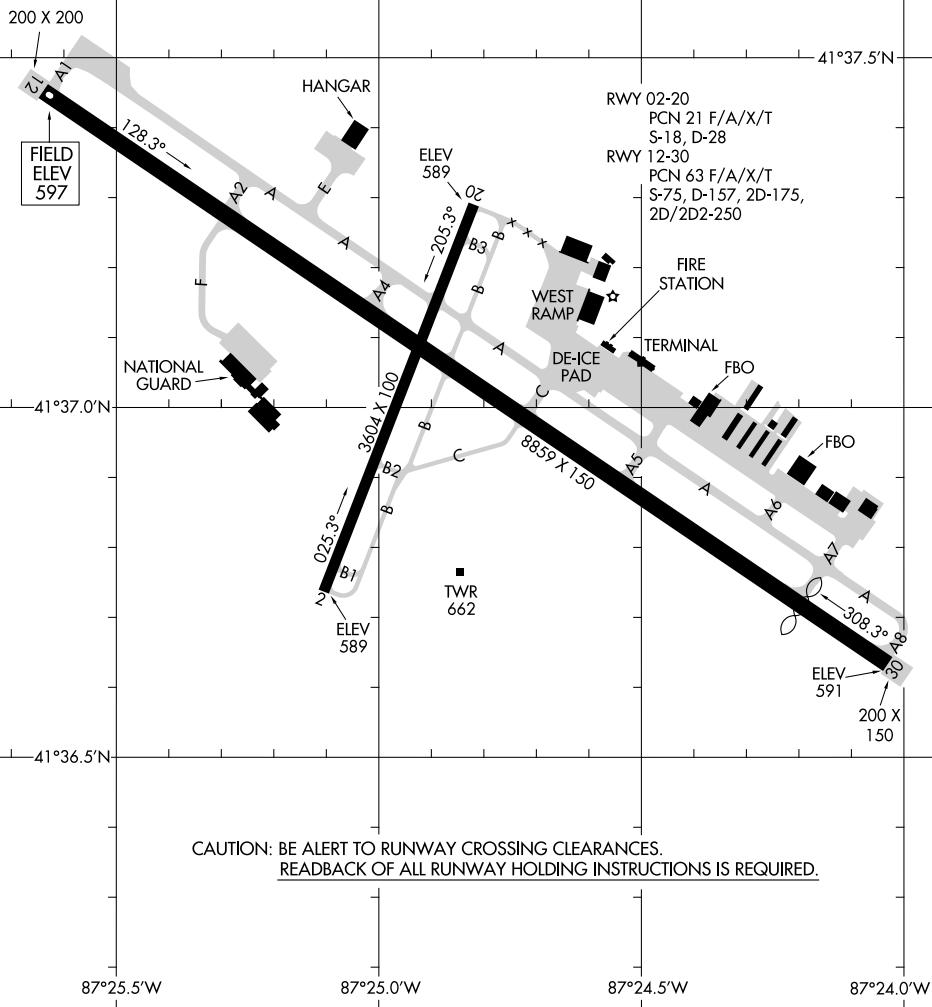 200 X 200
41°37.5'N
A1
12
HANGAR
RWY 02-20
PCN 21 F/A/X/T
S-18, D-28
RWY 12-30
PCN 63 F/A/X/T
S-75, D-157, 2D-175,
2D/2D2-250
128.3°
FIELD
ELEV
597
ELEV
589
20
A2
A
E
A
205.3°
B
B3
x x x
F
A4
B
WEST
RAMP
FIRE
STATION
A
DE-ICE
PAD
TERMINAL
NATIONAL
GUARD
FBO
C
41°37.0'N
3604 X 100
B
8859 X 150
FBO
B2
C
A5
A
A6
B
025.3°
A7
B1
TWR
662
2
A
308.3°
ELEV
589
A8
30
ELEV
591
200 X
150
41°36.5'N
CAUTION: BE ALERT TO RUNWAY CROSSING CLEARANCES.
READBACK OF ALL RUNWAY HOLDING INSTRUCTIONS IS REQUIRED.
87°25.5'W
87°25.0'W
87°24.5'W
87°24.0'W